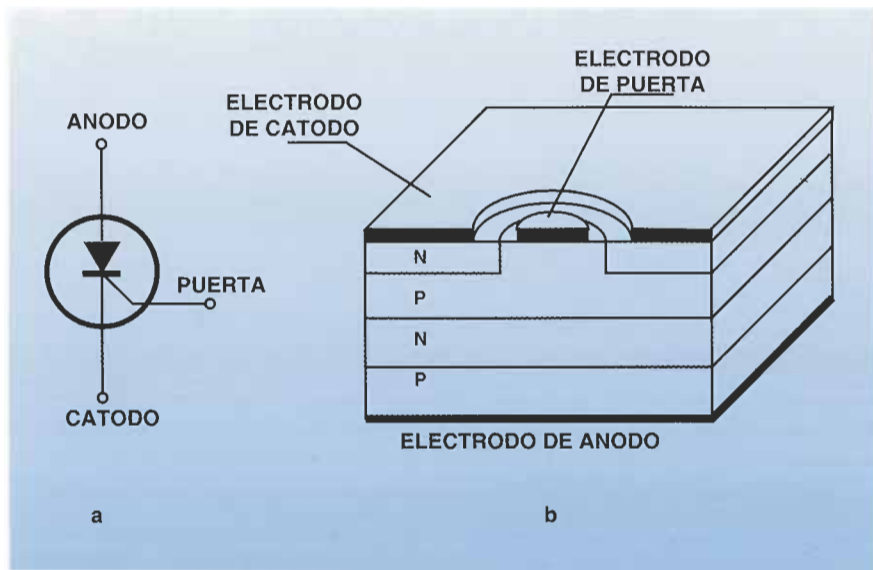 ANODO
PUERTA
CATODO
a
ELECTRODO
DE CATODO
ELECTRODO
DE PUERTA
N
P
N
P
ELECTRODO DE ANODO
b